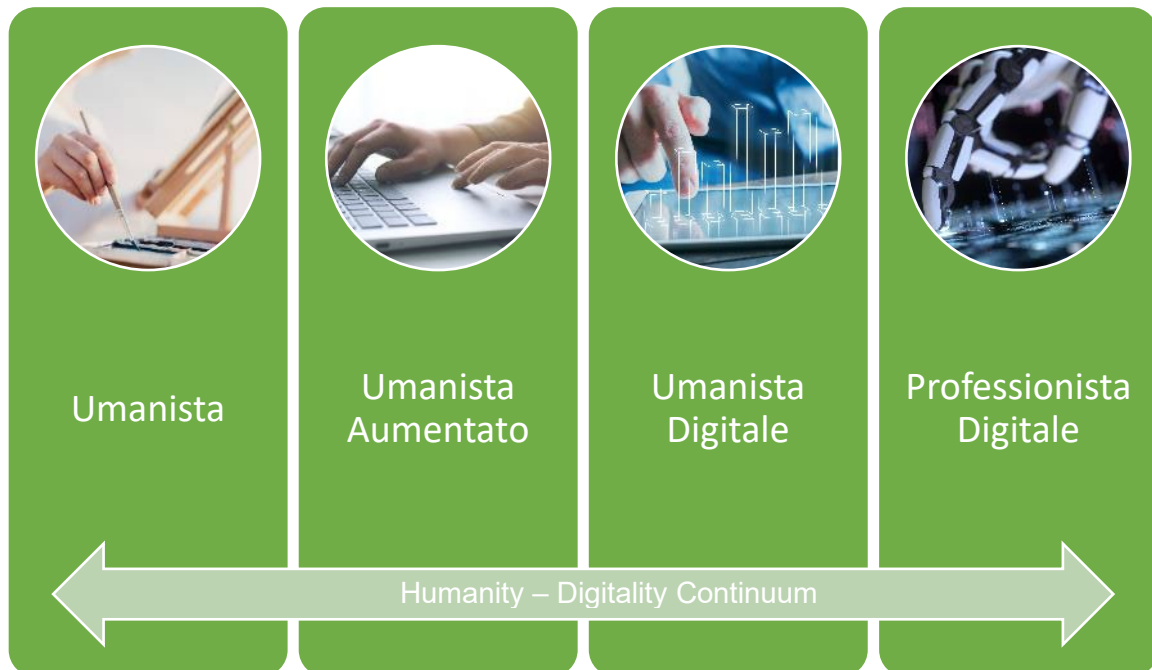 Umanista
Umanista
Aumentato
Umanista
Digitale
Professionista
Digitale
Humanity – Digitality Continuum